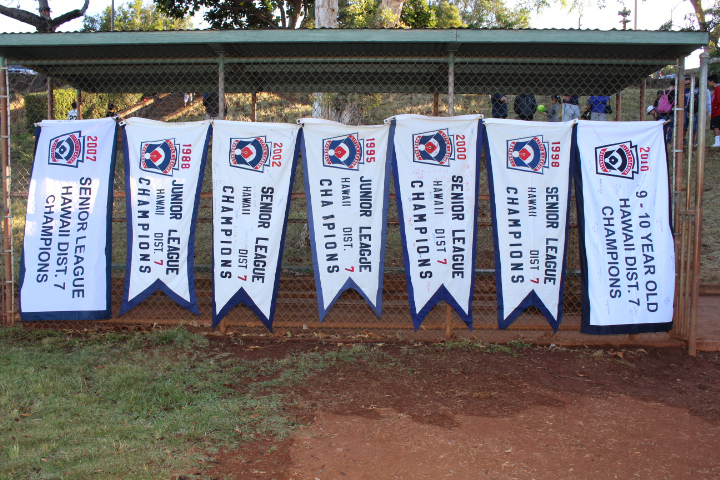 2007
SENIOR LEAGUE
HAWAII DIST. 7
CHAMPIONS
1988
JUNIOR LEAGUE
HAWAII DIST. 7
CHAMPIONS
2002
SENIOR LEAGUE
HAWAII DIST 7
CHAMPIONS
1995
JUNIOR LEAGUE
HAWAII DIST. 7
CHAMPIONS
2000
SENIOR LEAGUE
HAWAII DIST. 7
CHAMPIONS
1998
SENIOR LEAGUE
HAWAII DIST 7
CHAMPIONS
2010
9 - 10 YEAR OLD
HAWAII DIST. 7
CHAMPIONS